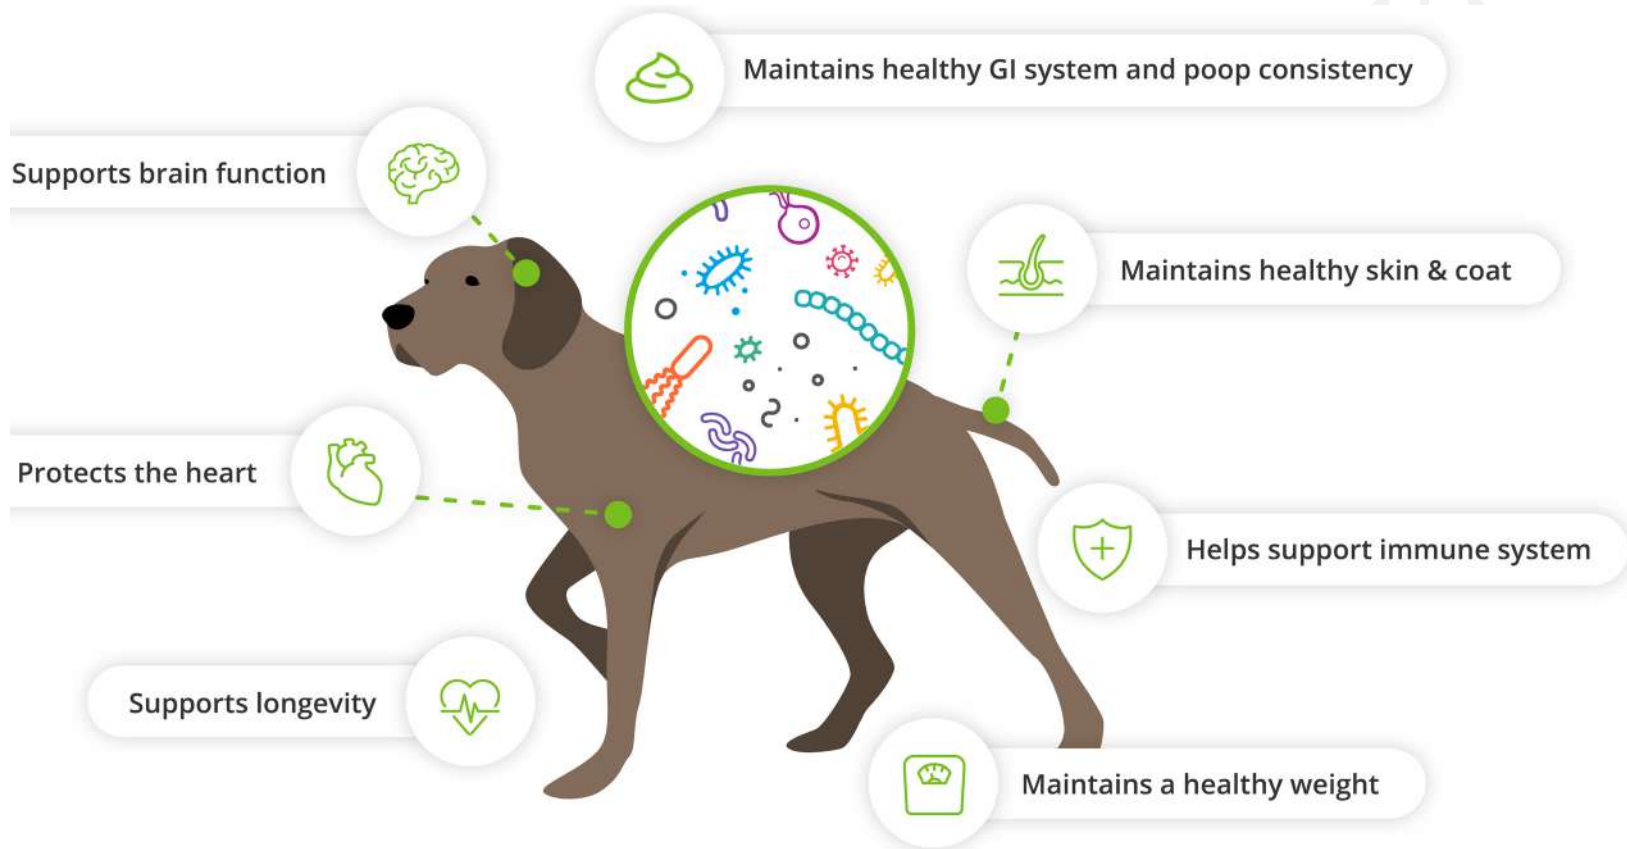 Maintains healthy GI system and poop consistency
Supports brain function
Maintains healthy skin & coat
Protects the heart
Helps support immune system
Supports longevity
Maintains a healthy weight